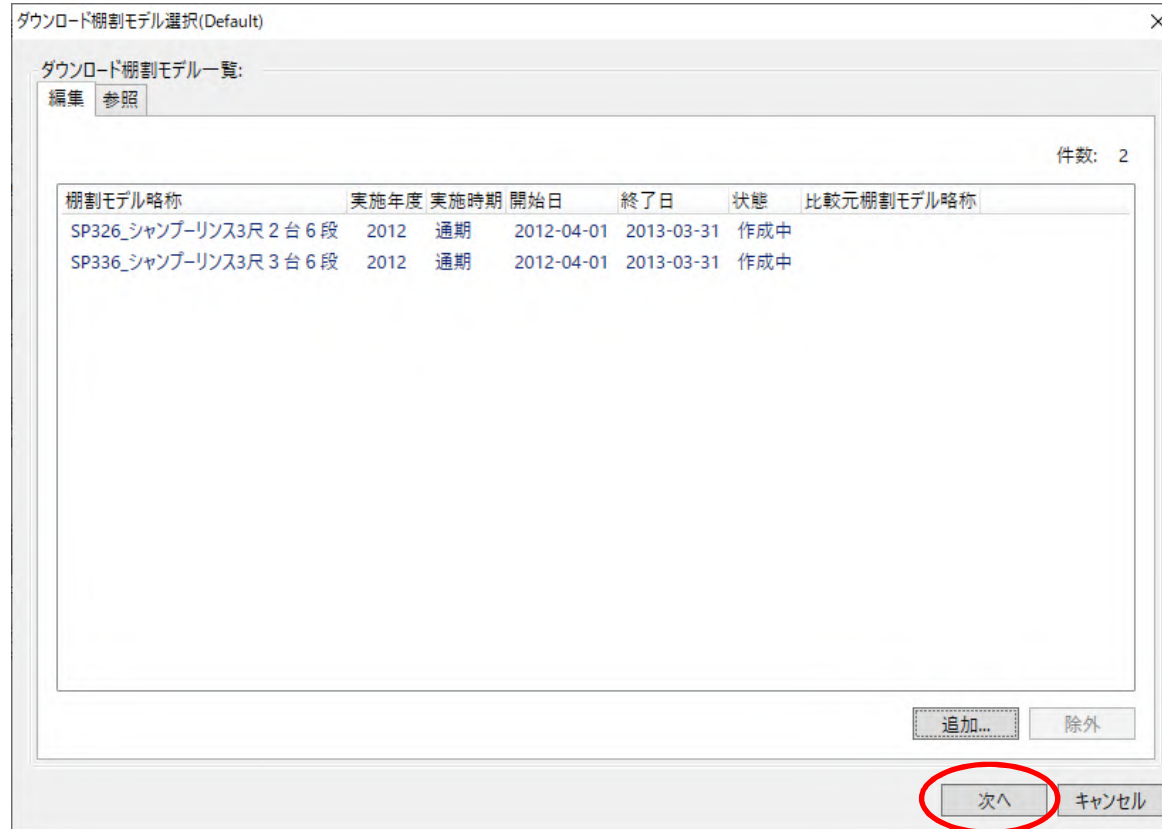 ダウンロード棚割モデル選択(Default)
ダウンロード棚割モデル一覧:
編集 参照
件数: 2
棚割モデル略称 実施年度 実施時期 開始日 終了日 状態 比較元棚割モデル略称
SP326_シャンプーリンス3尺２台６段 2012 通期 2012-04-01 2013-03-31 作成中
SP336_シャンプーリンス3尺３台６段 2012 通期 2012-04-01 2013-03-31 作成中
追加... 除外
次へ キャンセル